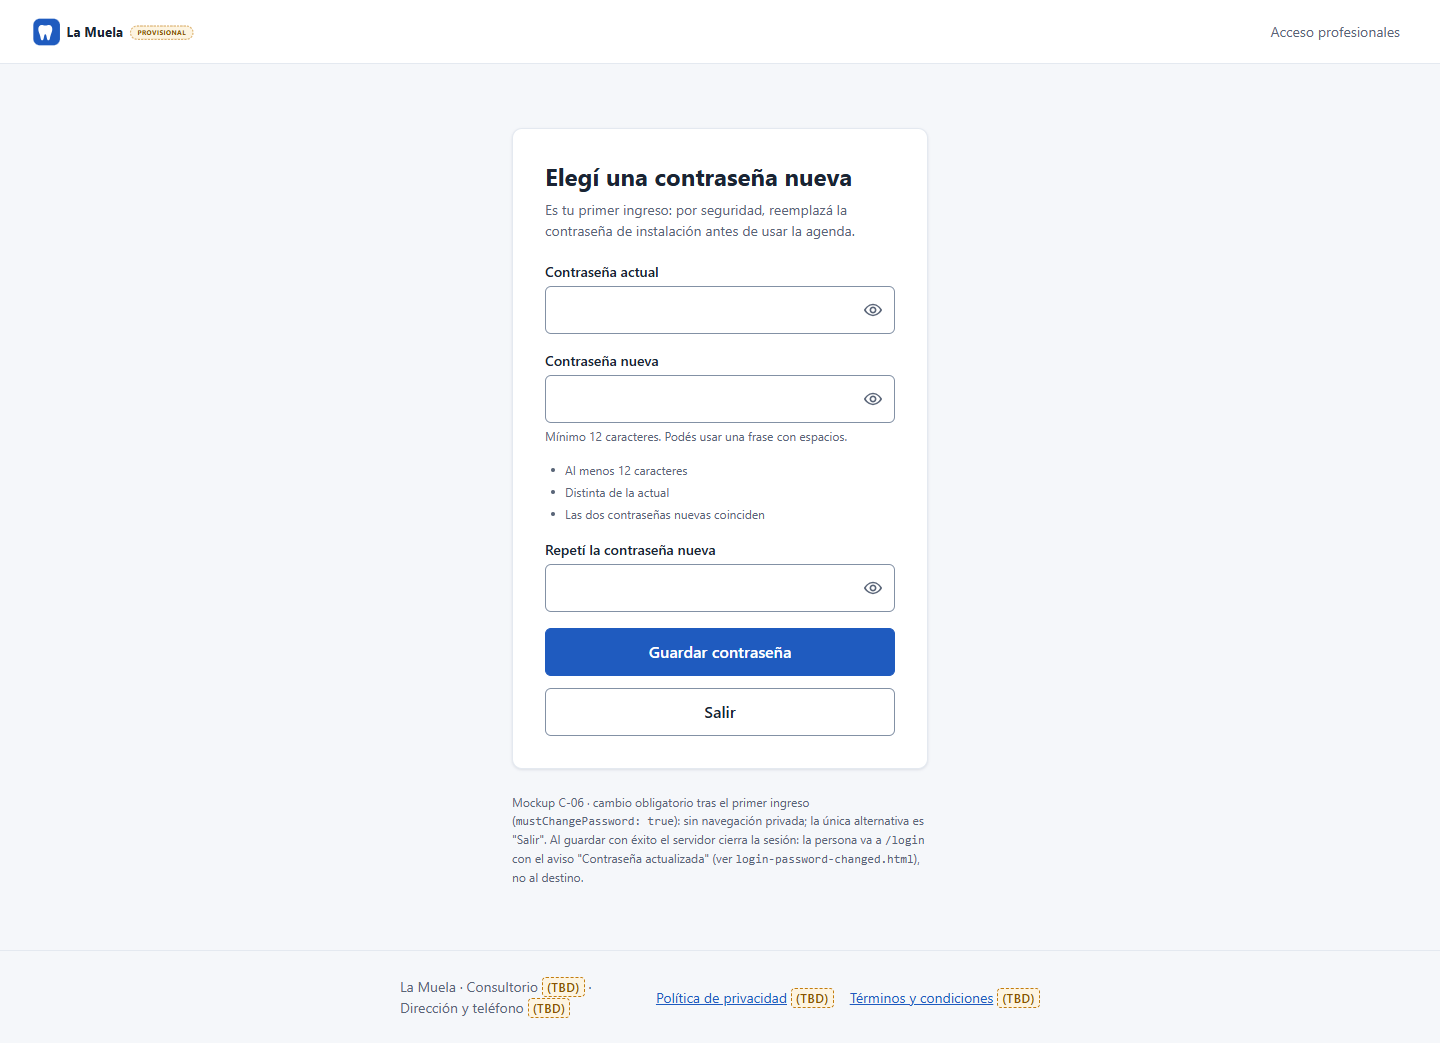 La Muela PROVISIONAL
Acceso profesionales
Elegí una contraseña nueva
Es tu primer ingreso: por seguridad, reemplazá la
contraseña de instalación antes de usar la agenda.
Contraseña actual
Contraseña nueva
Mínimo 12 caracteres. Podés usar una frase con espacios.
• Al menos 12 caracteres
• Distinta de la actual
• Las dos contraseñas nuevas coinciden
Repetí la contraseña nueva
Guardar contraseña
Salir
Mockup C-06 · cambio obligatorio tras el primer ingreso
(mustChangePassword: true): sin navegación privada; la única alternativa es
"Salir". Al guardar con éxito el servidor cierra la sesión: la persona va a /login
con el aviso "Contraseña actualizada" (ver login-password-changed.html),
no al destino.
La Muela · Consultorio (TBD) ·
Dirección y teléfono (TBD)
Política de privacidad (TBD) Términos y condiciones (TBD)